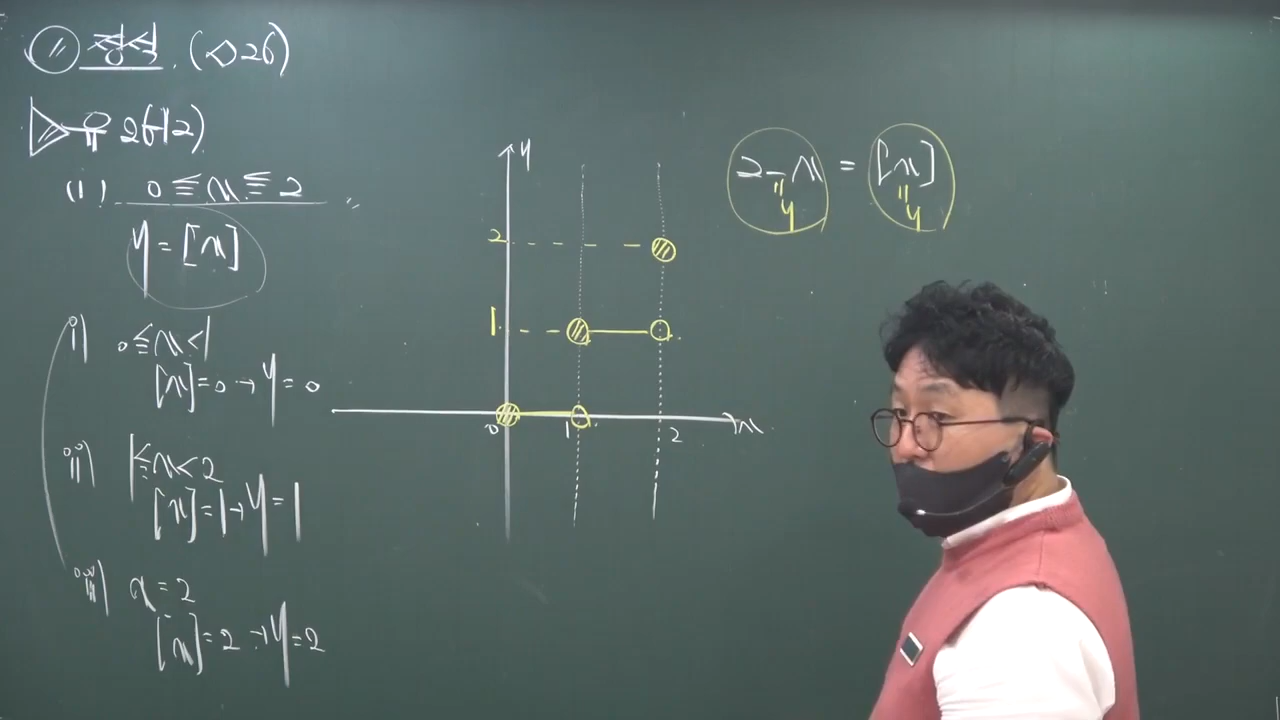 정석. (◇26)
유 26-1 2)
(1) 0 ≦ x ≦ 2
y = [x]
i) 0 ≦ x < 1
[x] = 0 → y = 0
ii) 1 ≦ x < 2
[x] = 1 → y = 1
iii) x = 2
[x] = 2 → y = 2
y
2
1
0 1 2 x
2 - x = [x]
" "
y y